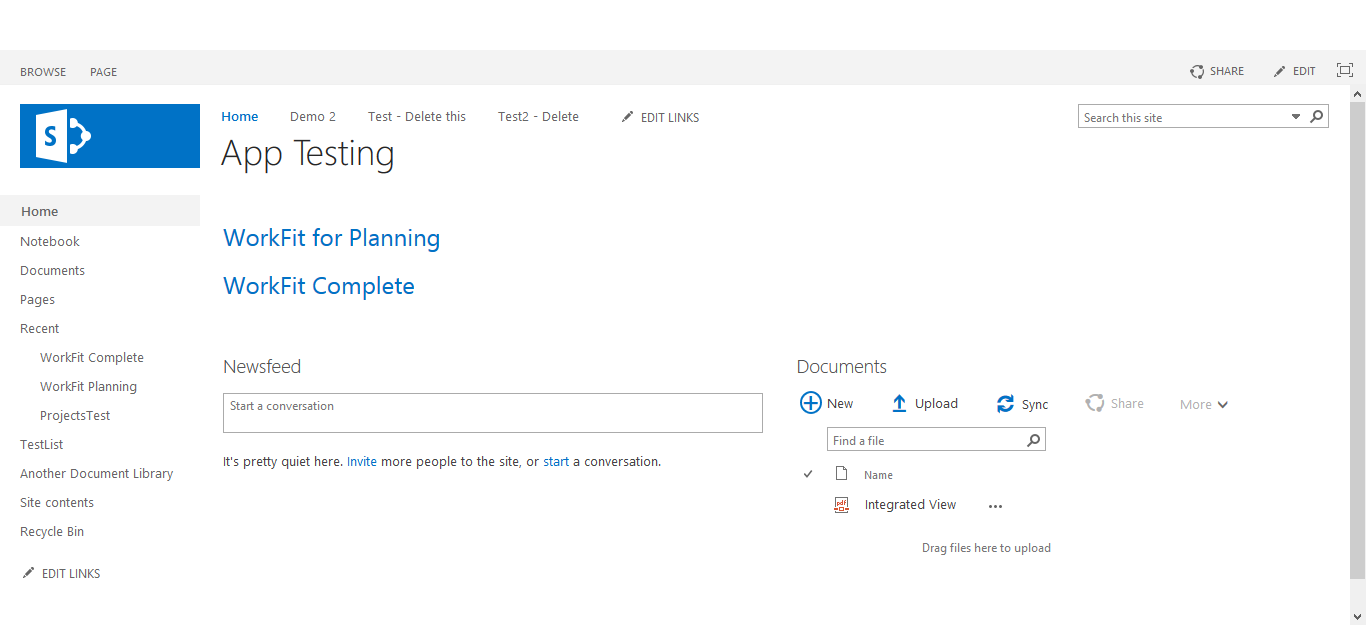 BROWSE PAGE SHARE EDIT
S
Home Demo 2 Test - Delete this Test2 - Delete EDIT LINKS
Search this site
App Testing
Home
Notebook
Documents
Pages
Recent
WorkFit Complete
WorkFit Planning
ProjectsTest
TestList
Another Document Library
Site contents
Recycle Bin
EDIT LINKS
WorkFit for Planning
WorkFit Complete
Newsfeed
Start a conversation
It's pretty quiet here. Invite more people to the site, or start a conversation.
Documents
New Upload Sync Share More
Find a file
Name
pdf Integrated View ...
Drag files here to upload